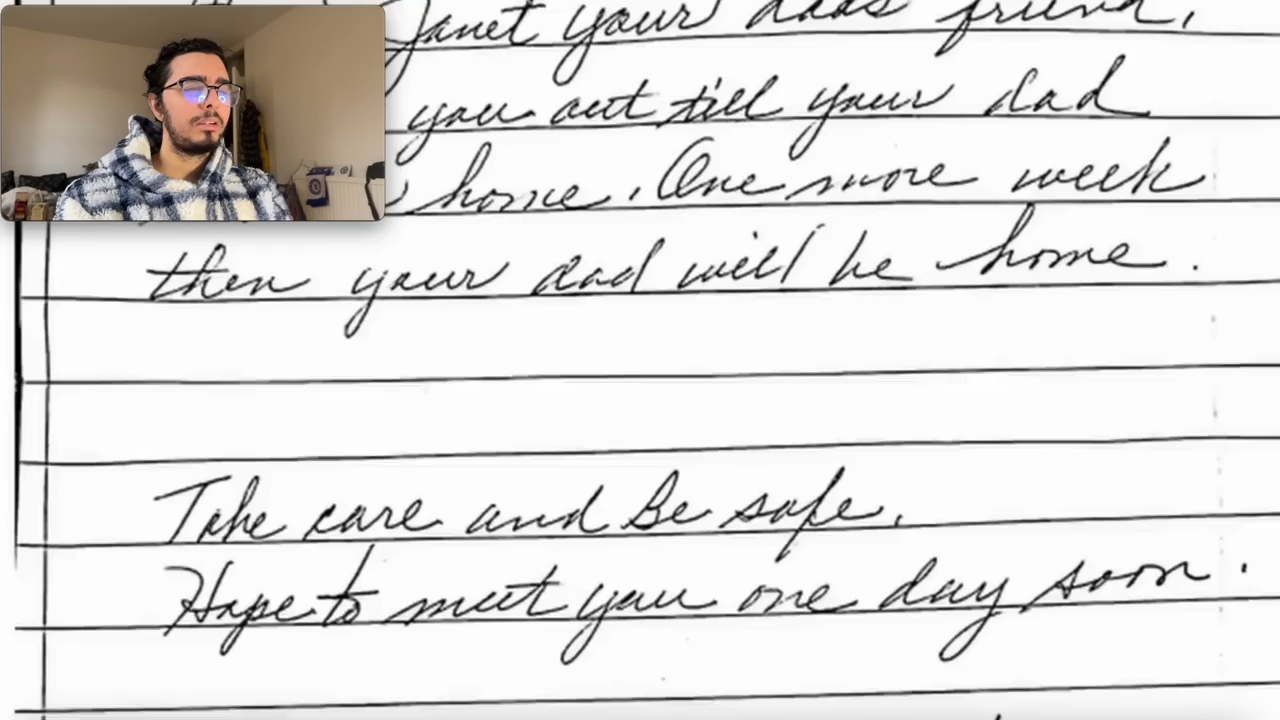 Janet your dads friend,
you out till your dad
home. One more week
then your dad will be home.
Take care and Be safe,
Hope to meet you one day soon.